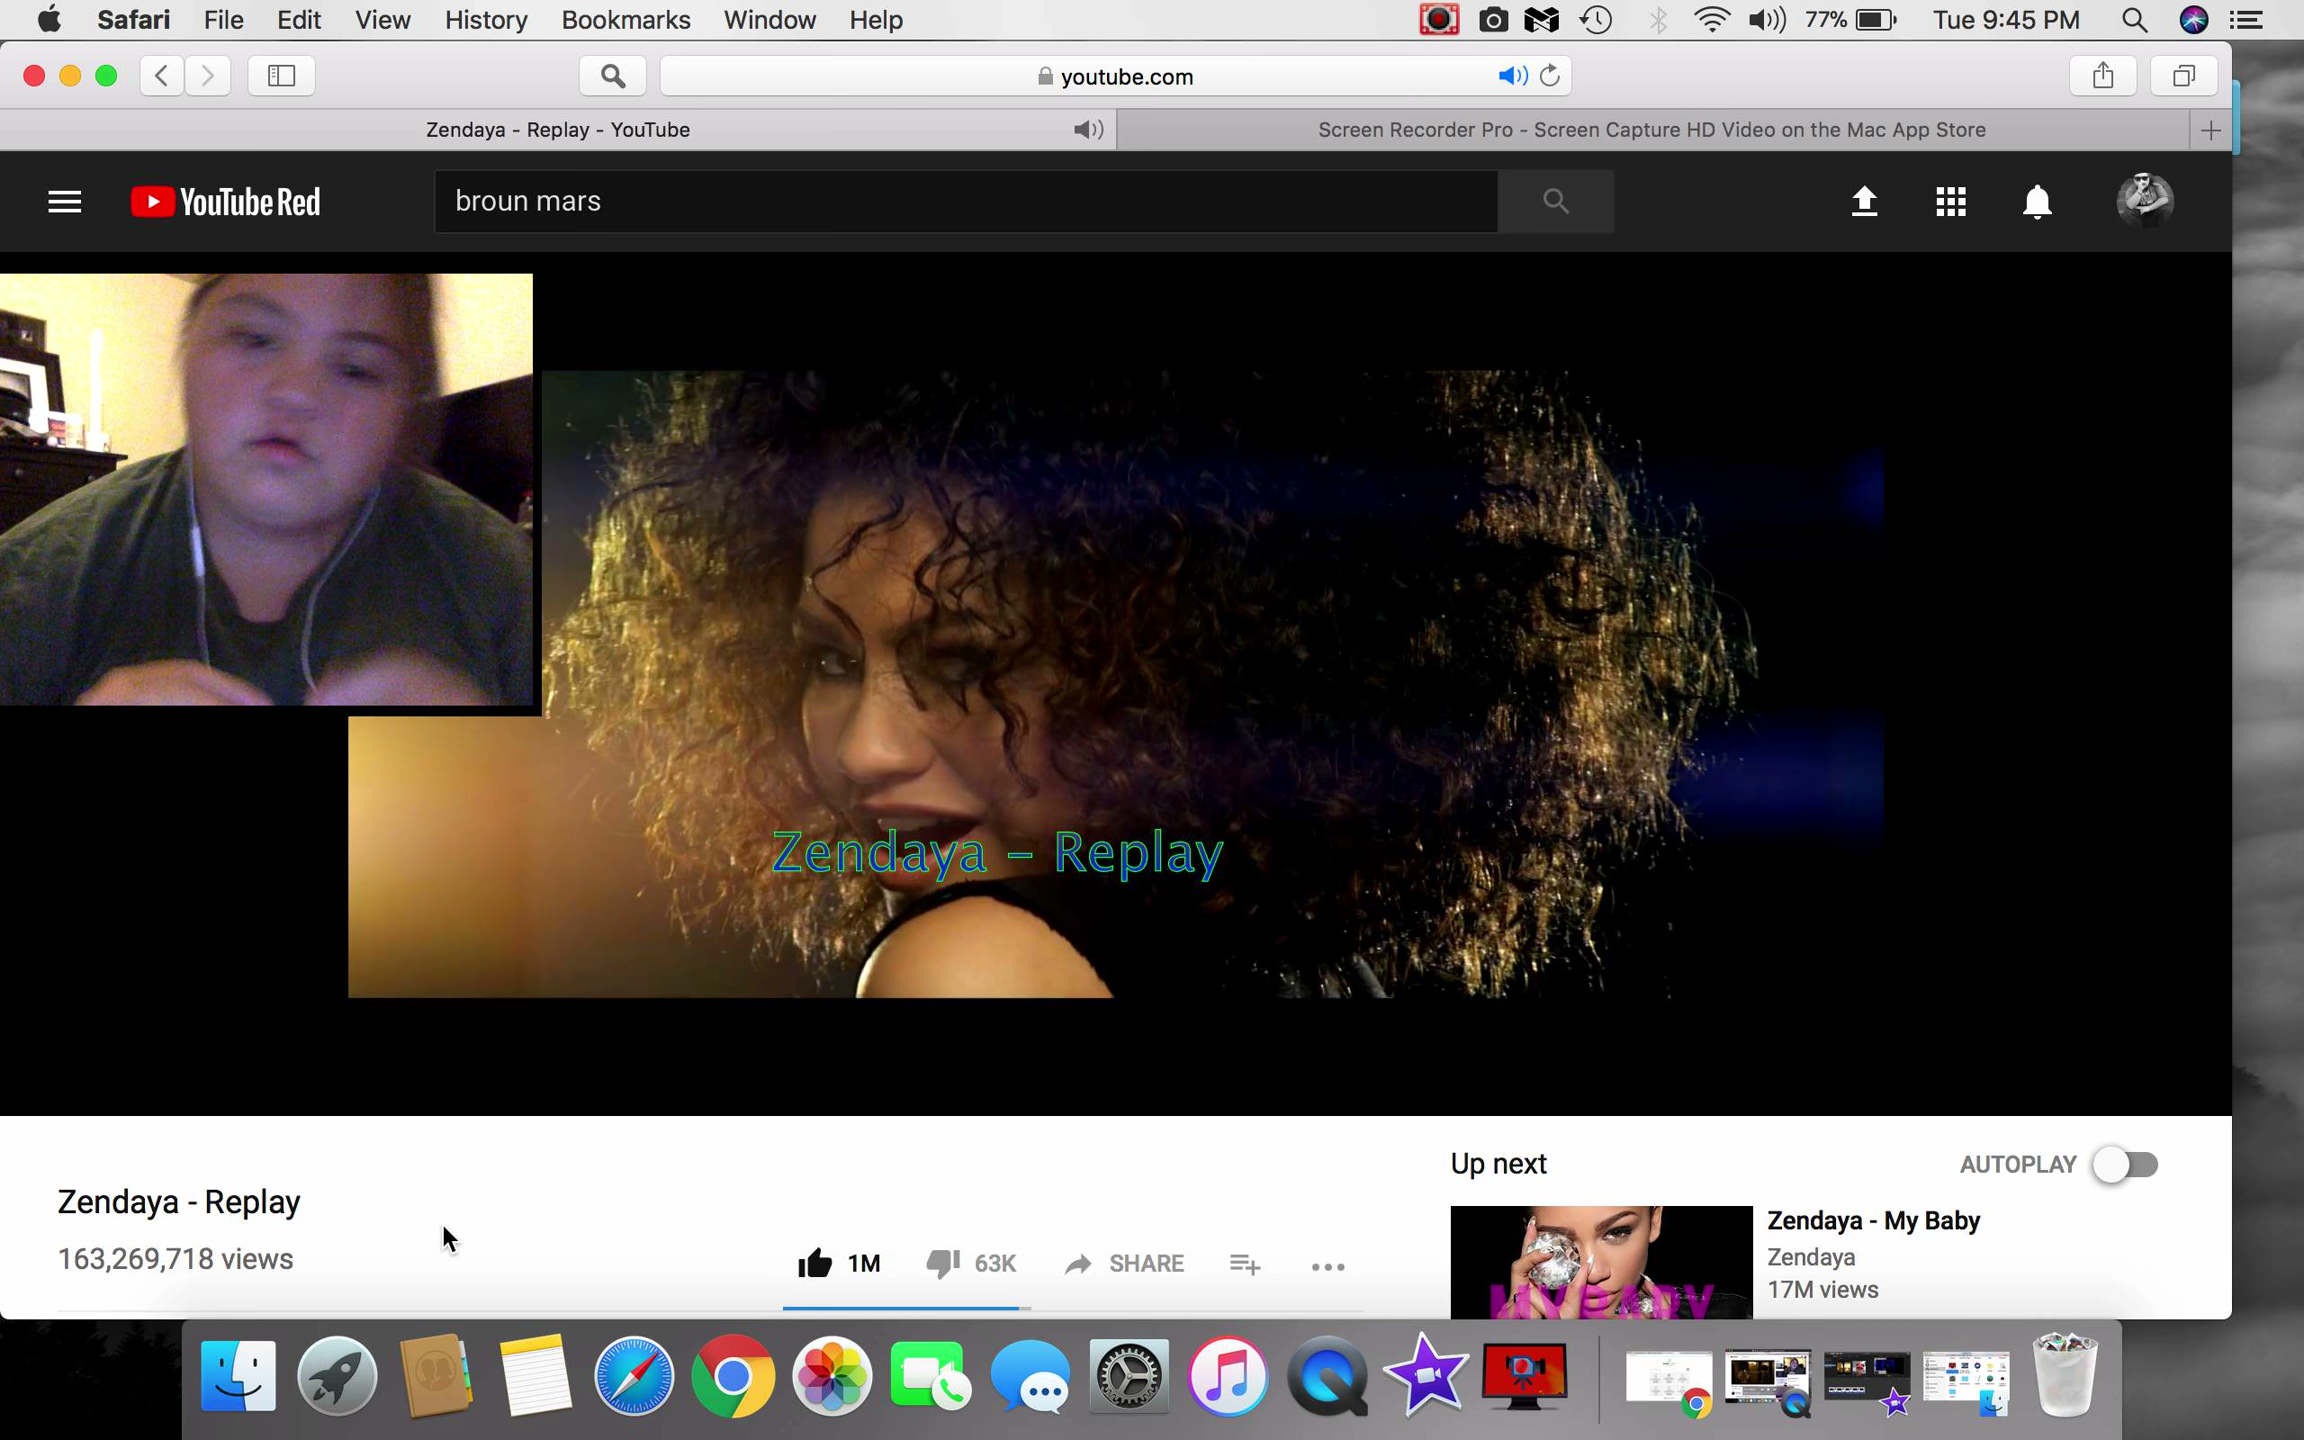 Safari File Edit View History Bookmarks Window Help 77% Tue 9:45 PM
youtube.com
Zendaya - Replay - YouTube Screen Recorder Pro - Screen Capture HD Video on the Mac App Store
YouTube Red broun mars
Zendaya – Replay
Up next AUTOPLAY
Zendaya - Replay
163,269,718 views
1M 63K SHARE
Zendaya - My Baby
Zendaya
17M views
MY BABY